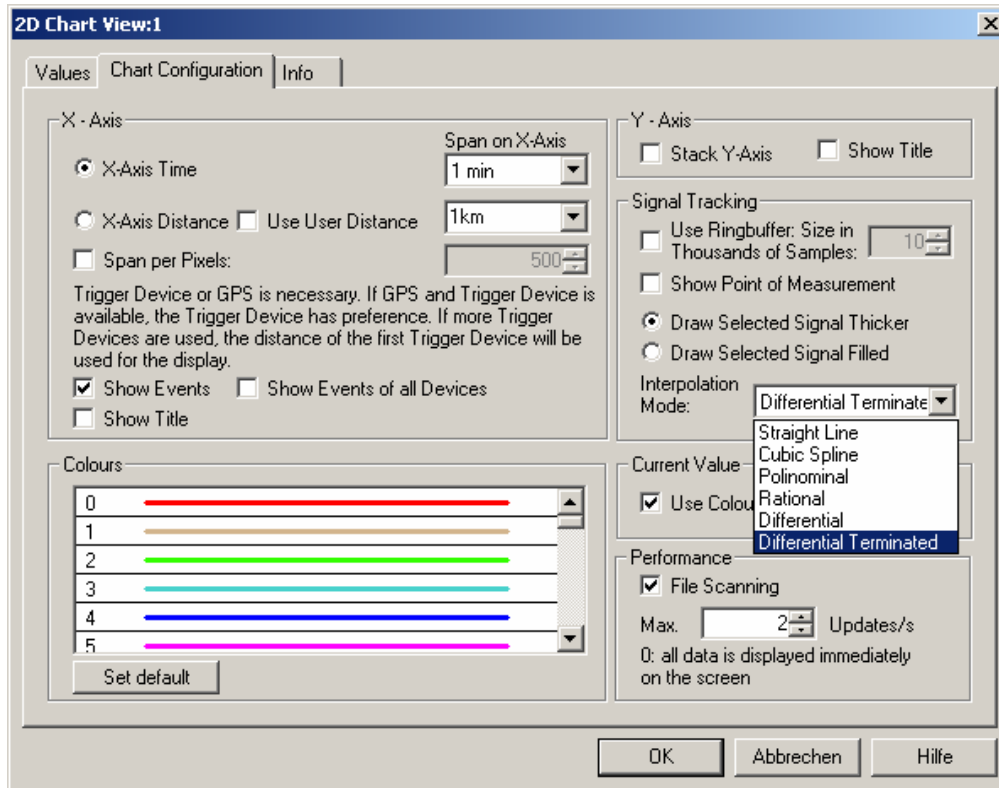 2D Chart View:1
Values Chart Configuration Info
X - Axis
Span on X-Axis
X-Axis Time 1 min
X-Axis Distance Use User Distance 1km
Span per Pixels: 500
Trigger Device or GPS is necessary. If GPS and Trigger Device is
available, the Trigger Device has preference. If more Trigger
Devices are used, the distance of the first Trigger Device will be
used for the display.
Show Events Show Events of all Devices
Show Title
Colours
0
1
2
3
4
5
Set default
Y - Axis
Stack Y-Axis Show Title
Signal Tracking
Use Ringbuffer: Size in
Thousands of Samples: 10
Show Point of Measurement
Draw Selected Signal Thicker
Draw Selected Signal Filled
Interpolation
Mode: Differential Terminate
Straight Line
Cubic Spline
Polinominal
Rational
Differential
Differential Terminated
Current Value
Use Colou
Performance
File Scanning
Max. 2 Updates/s
0: all data is displayed immediately
on the screen
OK Abbrechen Hilfe